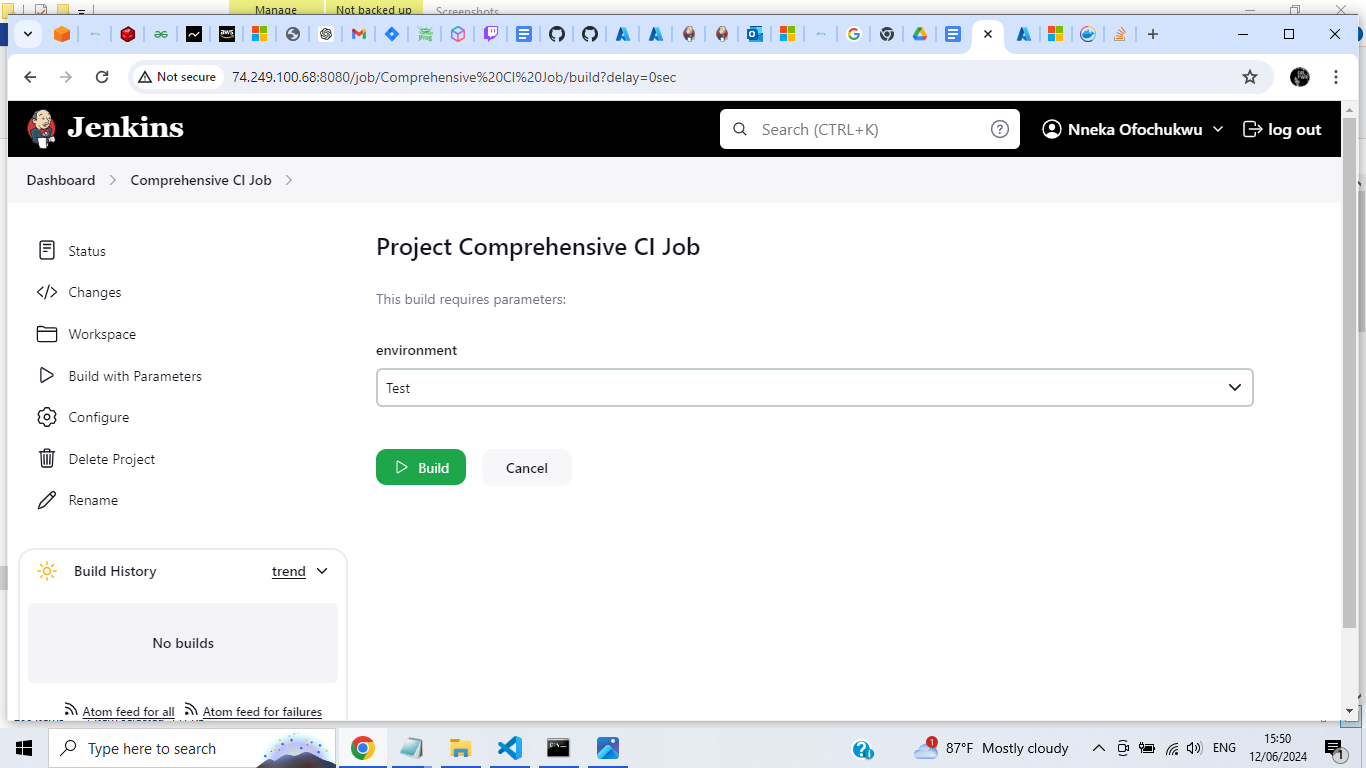 Manage
Not backed up
Screenshots
aws
Not secure
74.249.100.68:8080/job/Comprehensive%20CI%20Job/build?delay=0sec
Jenkins
Search (CTRL+K)
Nneka Ofochukwu
log out
Dashboard
Comprehensive CI Job
Status
Changes
Workspace
Build with Parameters
Configure
Delete Project
Rename
Project Comprehensive CI Job
This build requires parameters:
environment
Test
Build
Cancel
Build History
trend
No builds
Atom feed for all
Atom feed for failures
Type here to search
1
87°F Mostly cloudy
ENG
15:50
12/06/2024
1